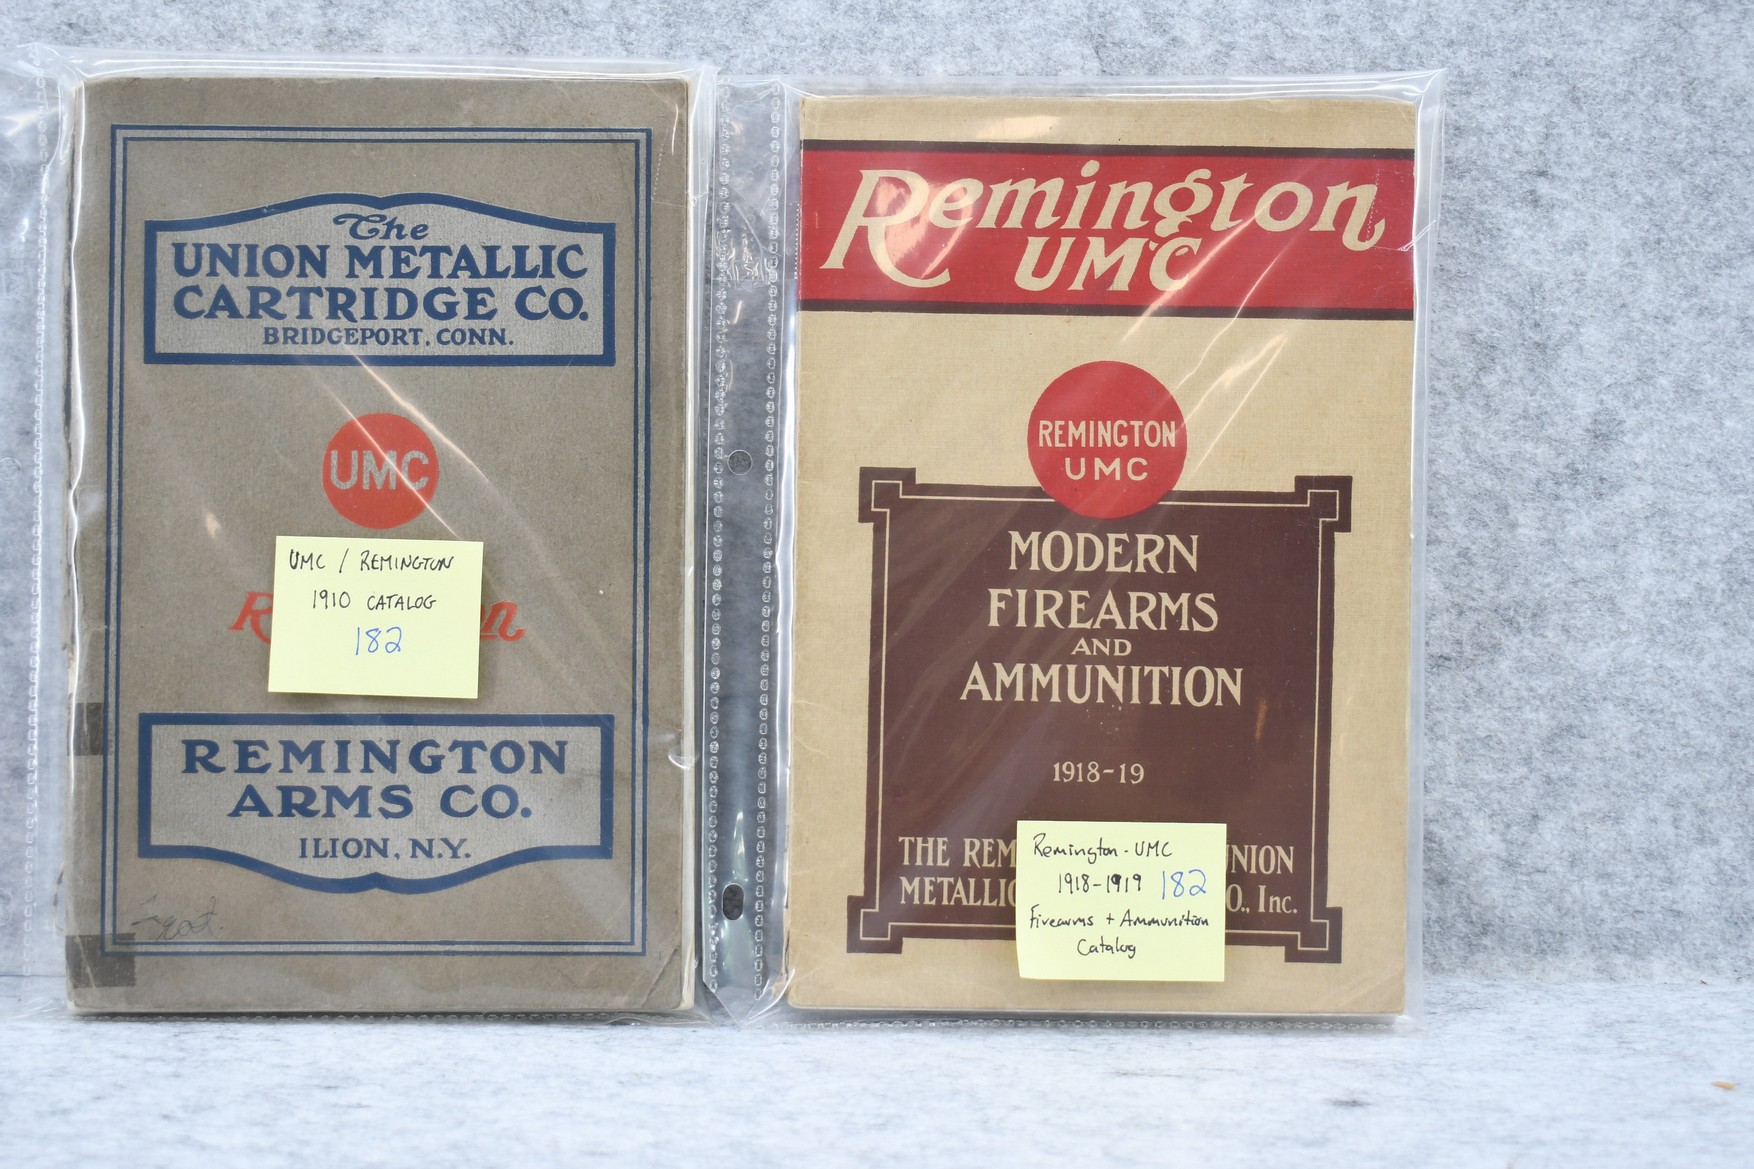 The
UNION METALLIC
CARTRIDGE CO.
BRIDGEPORT, CONN.
UMC
UMC / REMINGTON
1910 CATALOG
182
REMINGTON
ARMS CO.
ILION, N.Y.
Remington
UMC
REMINGTON
UMC
MODERN
FIREARMS
AND
AMMUNITION
1918-19
THE REM
NION
METALLIC
O., Inc.
Remington-UMC
1918-1919 182
Firearms + Ammunition
Catalog